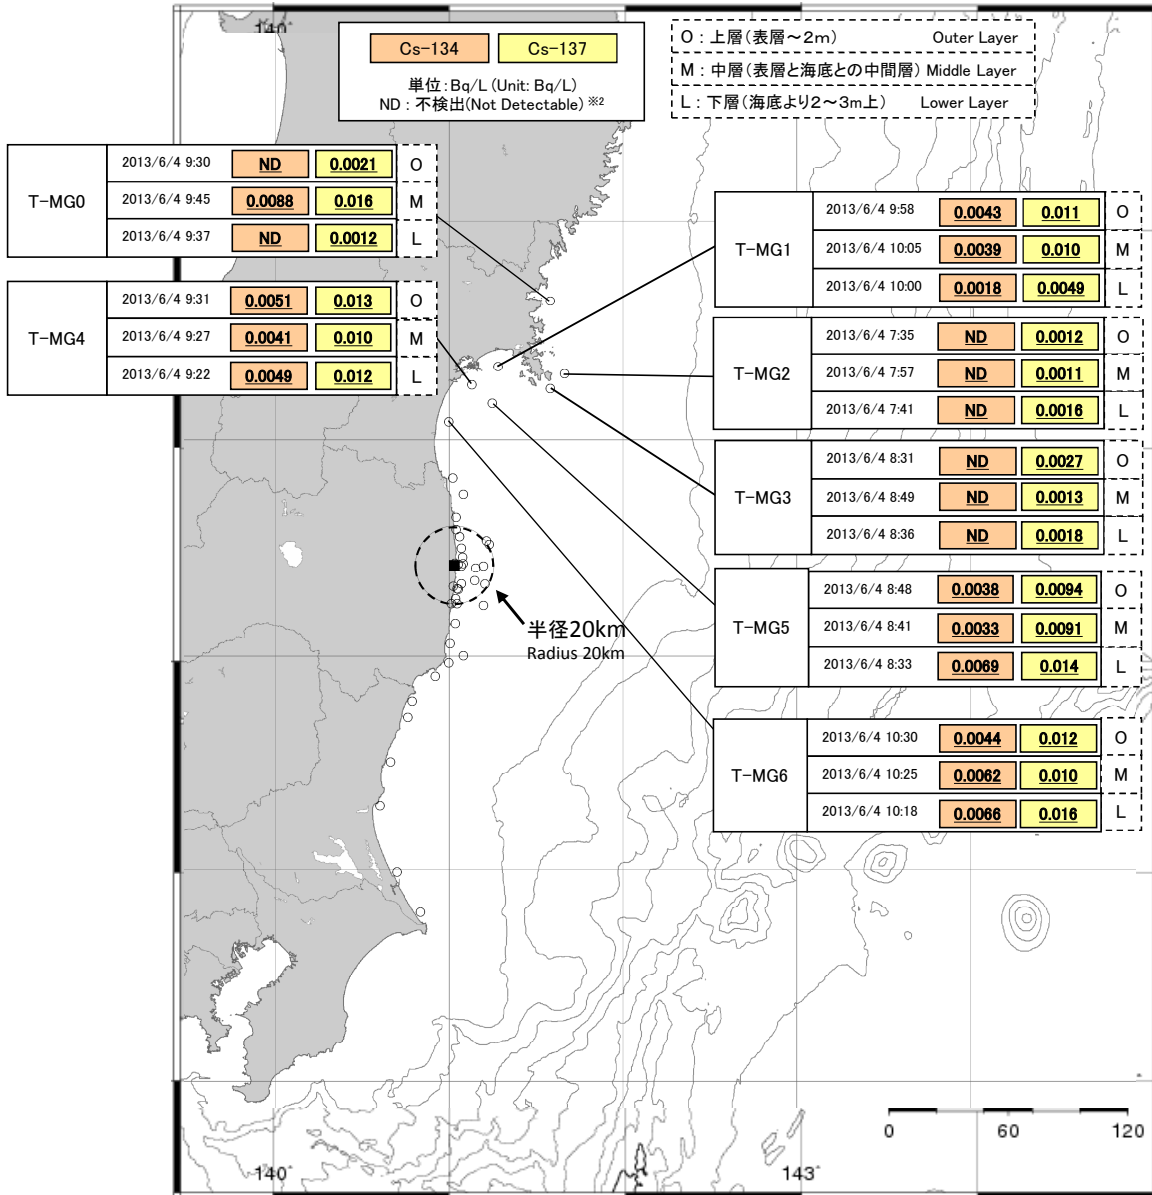 140°
Cs-134 Cs-137
単位:Bq/L (Unit: Bq/L)
ND : 不検出(Not Detectable) ※2
O : 上層(表層～2m) Outer Layer
M : 中層(表層と海底との中間層) Middle Layer
L : 下層(海底より2～3m上) Lower Layer
T-MG0
2013/6/4 9:30 ND 0.0021 O
2013/6/4 9:45 0.0088 0.016 M
2013/6/4 9:37 ND 0.0012 L
T-MG4
2013/6/4 9:31 0.0051 0.013 O
2013/6/4 9:27 0.0041 0.010 M
2013/6/4 9:22 0.0049 0.012 L
T-MG1
2013/6/4 9:58 0.0043 0.011 O
2013/6/4 10:05 0.0039 0.010 M
2013/6/4 10:00 0.0018 0.0049 L
T-MG2
2013/6/4 7:35 ND 0.0012 O
2013/6/4 7:57 ND 0.0011 M
2013/6/4 7:41 ND 0.0016 L
T-MG3
2013/6/4 8:31 ND 0.0027 O
2013/6/4 8:49 ND 0.0013 M
2013/6/4 8:36 ND 0.0018 L
T-MG5
2013/6/4 8:48 0.0038 0.0094 O
2013/6/4 8:41 0.0033 0.0091 M
2013/6/4 8:33 0.0069 0.014 L
T-MG6
2013/6/4 10:30 0.0044 0.012 O
2013/6/4 10:25 0.0062 0.010 M
2013/6/4 10:18 0.0066 0.016 L
半径20km
Radius 20km
0 60 120
140° 143°